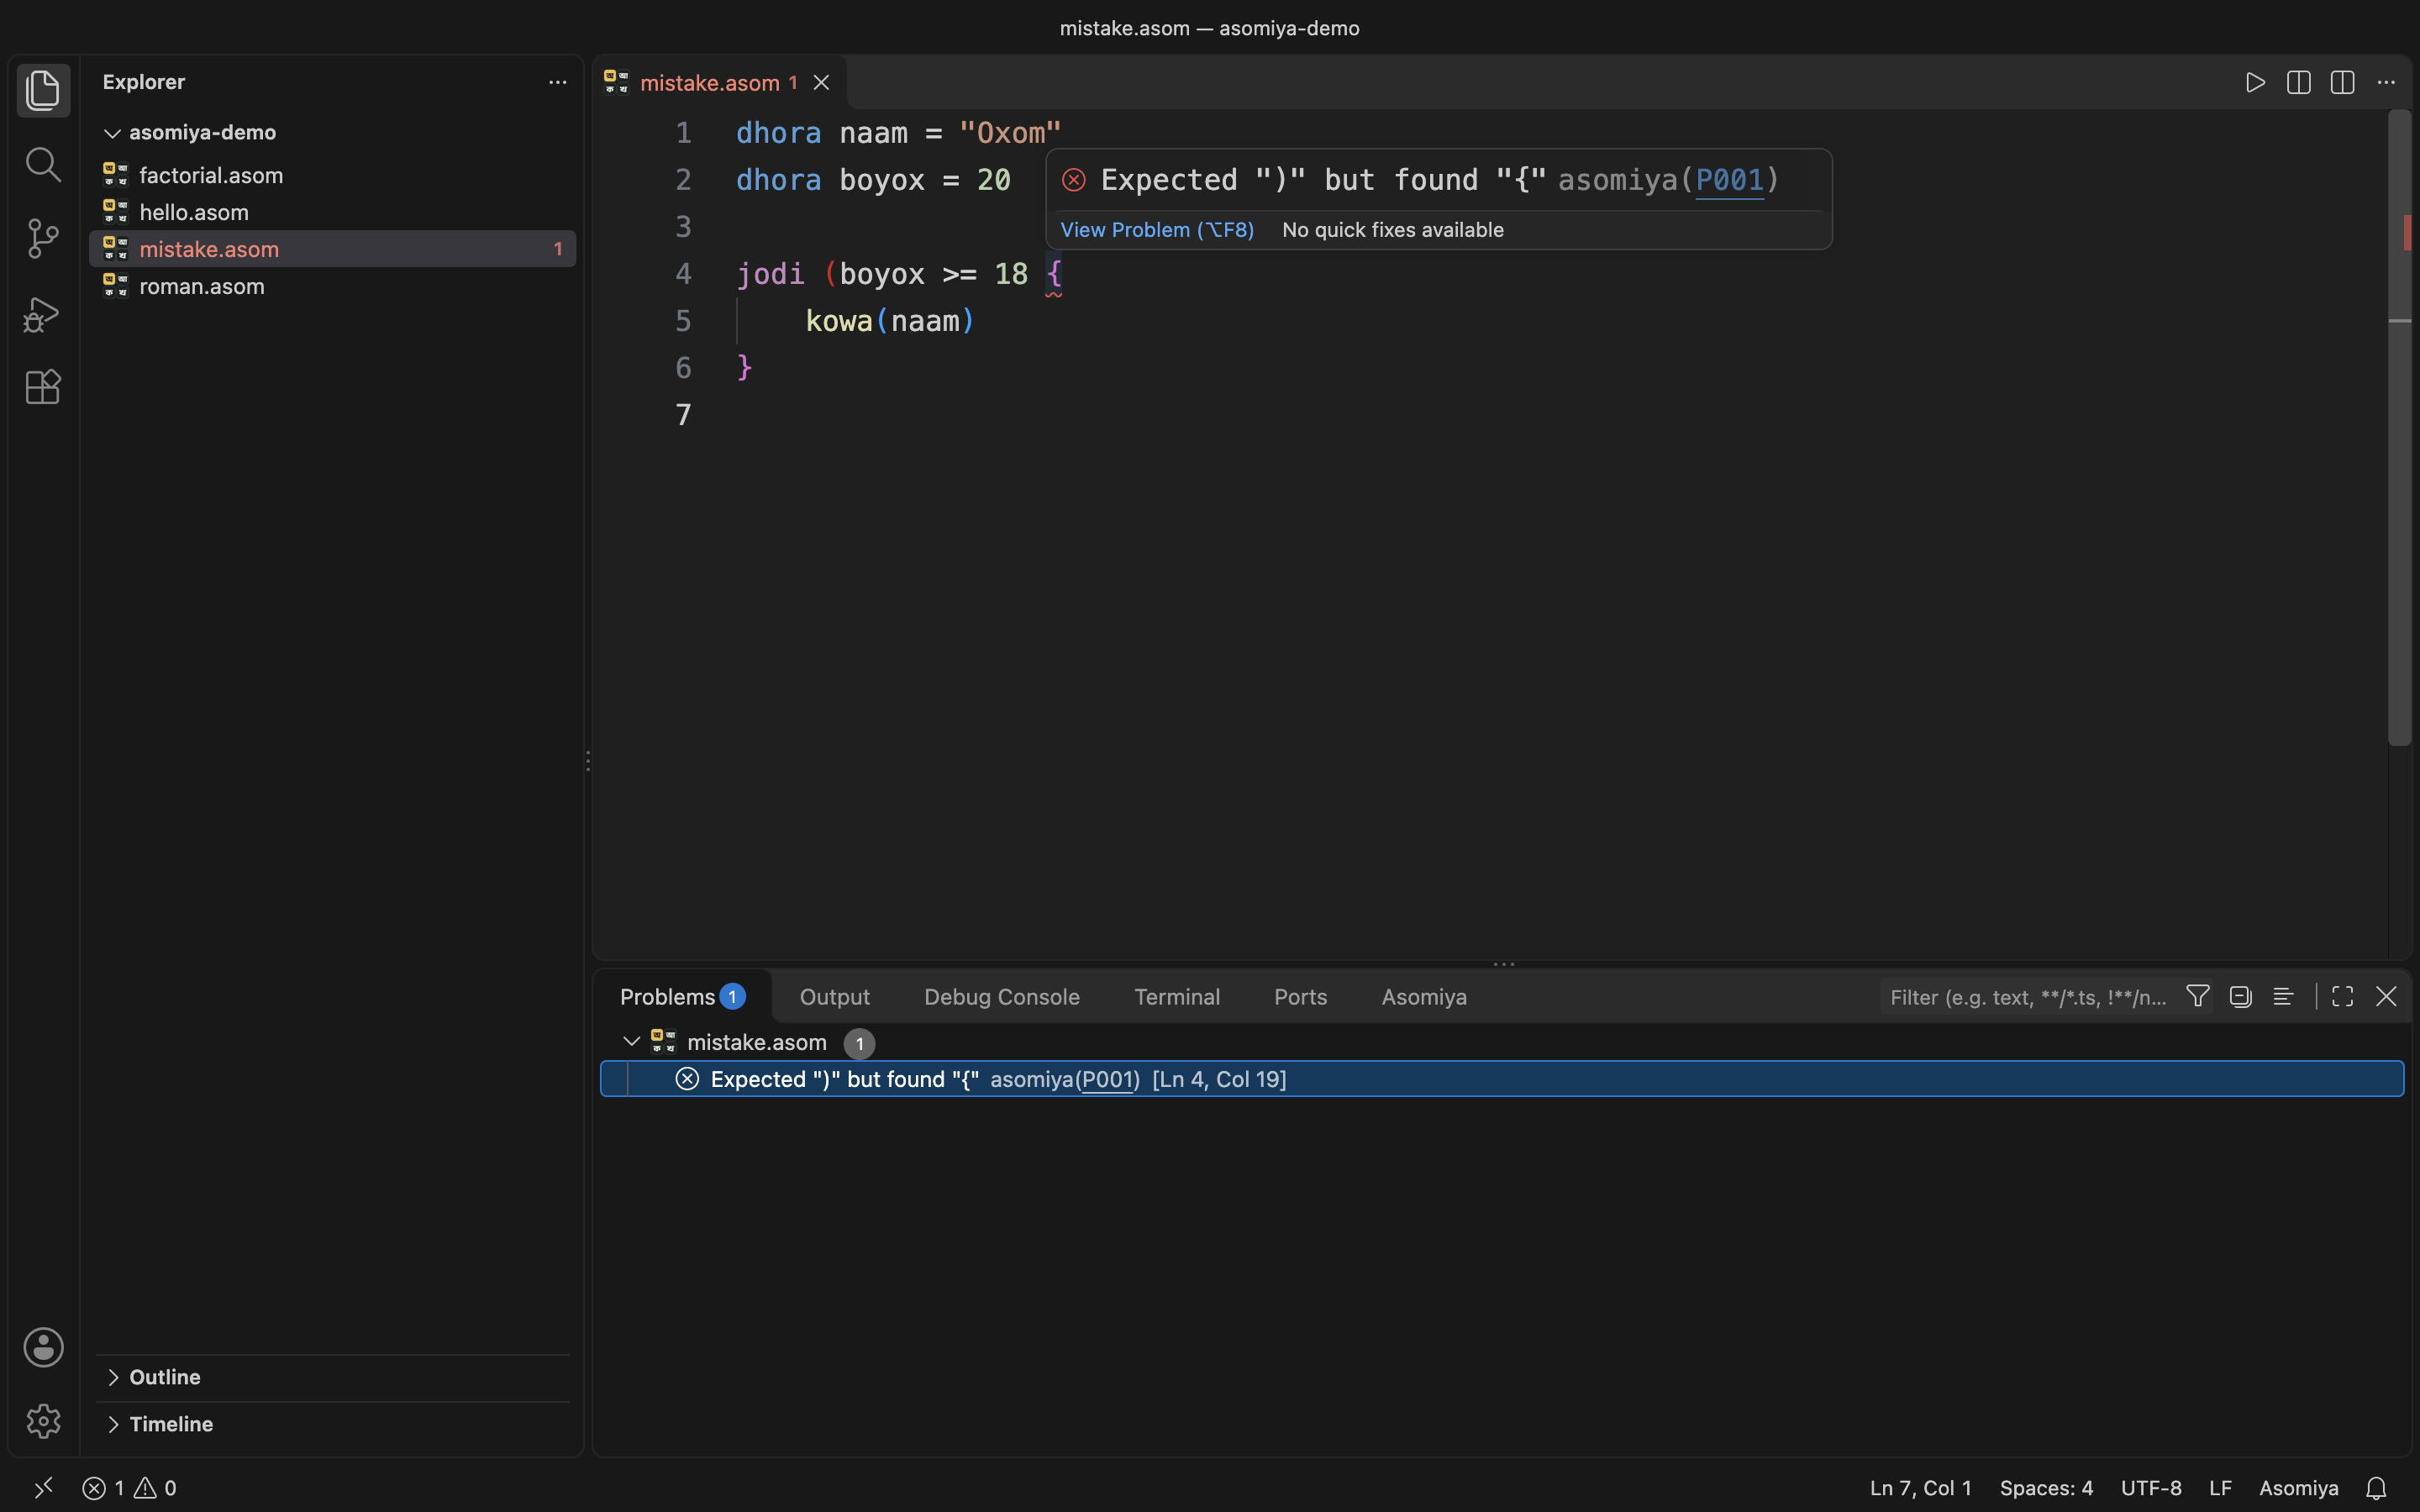 mistake.asom — asomiya-demo
Explorer
asomiya-demo
factorial.asom
hello.asom
mistake.asom 1
roman.asom
Outline
Timeline
mistake.asom 1
1 dhora naam = "Oxom"
2 dhora boyox = 20
3
4 jodi (boyox >= 18 {
5 kowa(naam)
6 }
7
Expected ")" but found "{" asomiya(P001)
View Problem (⌥F8) No quick fixes available
Problems 1 Output Debug Console Terminal Ports Asomiya
Filter (e.g. text, **/*.ts, !**/n...
mistake.asom 1
Expected ")" but found "{" asomiya(P001) [Ln 4, Col 19]
1 0
Ln 7, Col 1 Spaces: 4 UTF-8 LF Asomiya